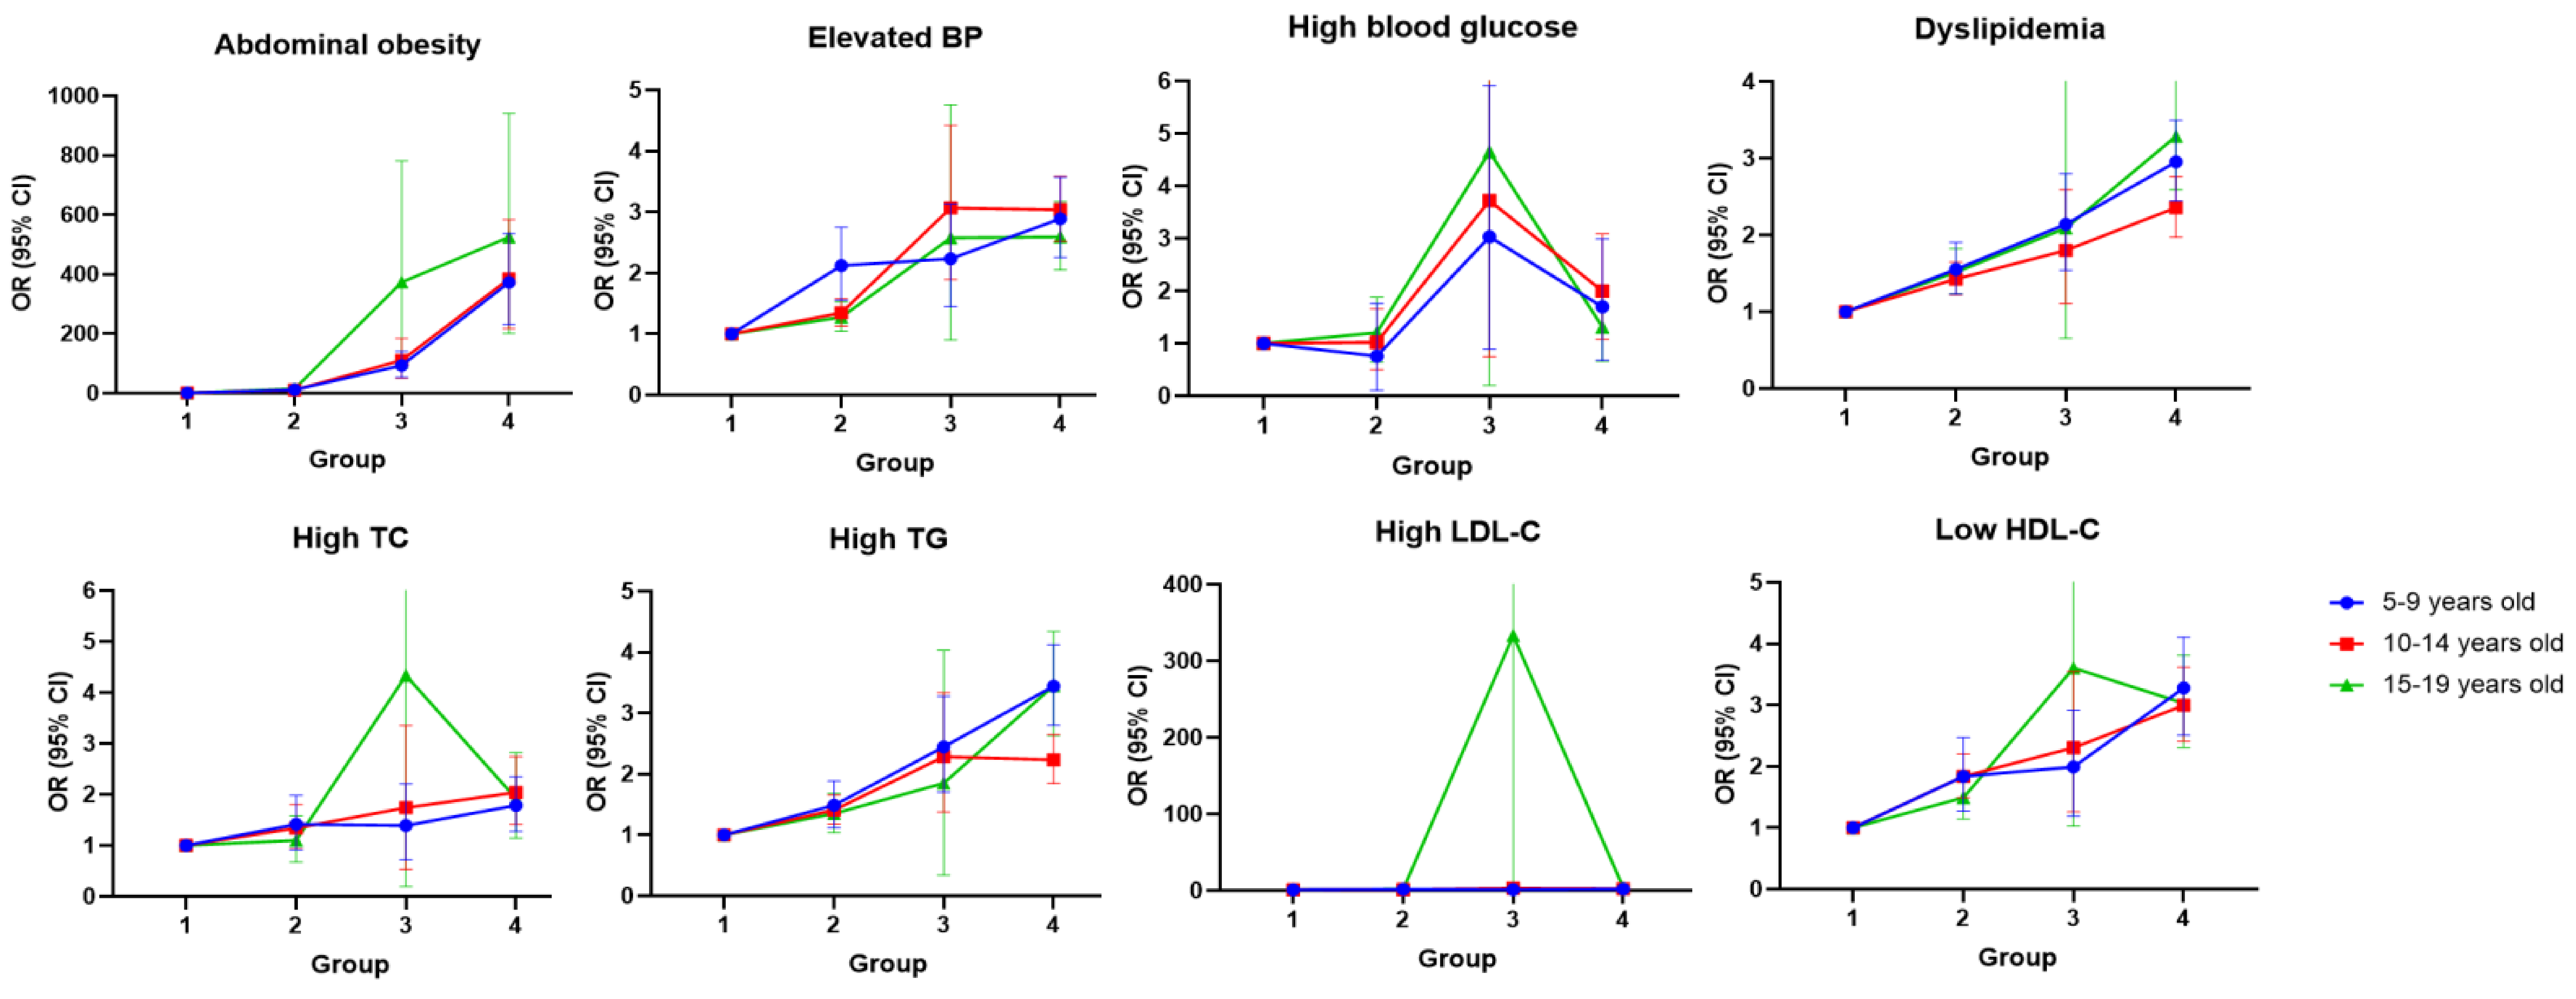 Abdominal obesity
OR (95% CI)
1000
800
600
400
200
0
1 2 3 4
Group
Elevated BP
OR (95% CI)
5
4
3
2
1
0
1 2 3 4
Group
High blood glucose
OR (95% CI)
6
5
4
3
2
1
0
1 2 3 4
Group
Dyslipidemia
OR (95% CI)
4
3
2
1
0
1 2 3 4
Group
High TC
OR (95% CI)
6
5
4
3
2
1
0
1 2 3 4
Group
High TG
OR (95% CI)
5
4
3
2
1
0
1 2 3 4
Group
High LDL-C
OR (95% CI)
400
300
200
100
0
1 2 3 4
Group
Low HDL-C
OR (95% CI)
5
4
3
2
1
0
1 2 3 4
Group
5-9 years old
10-14 years old
15-19 years old